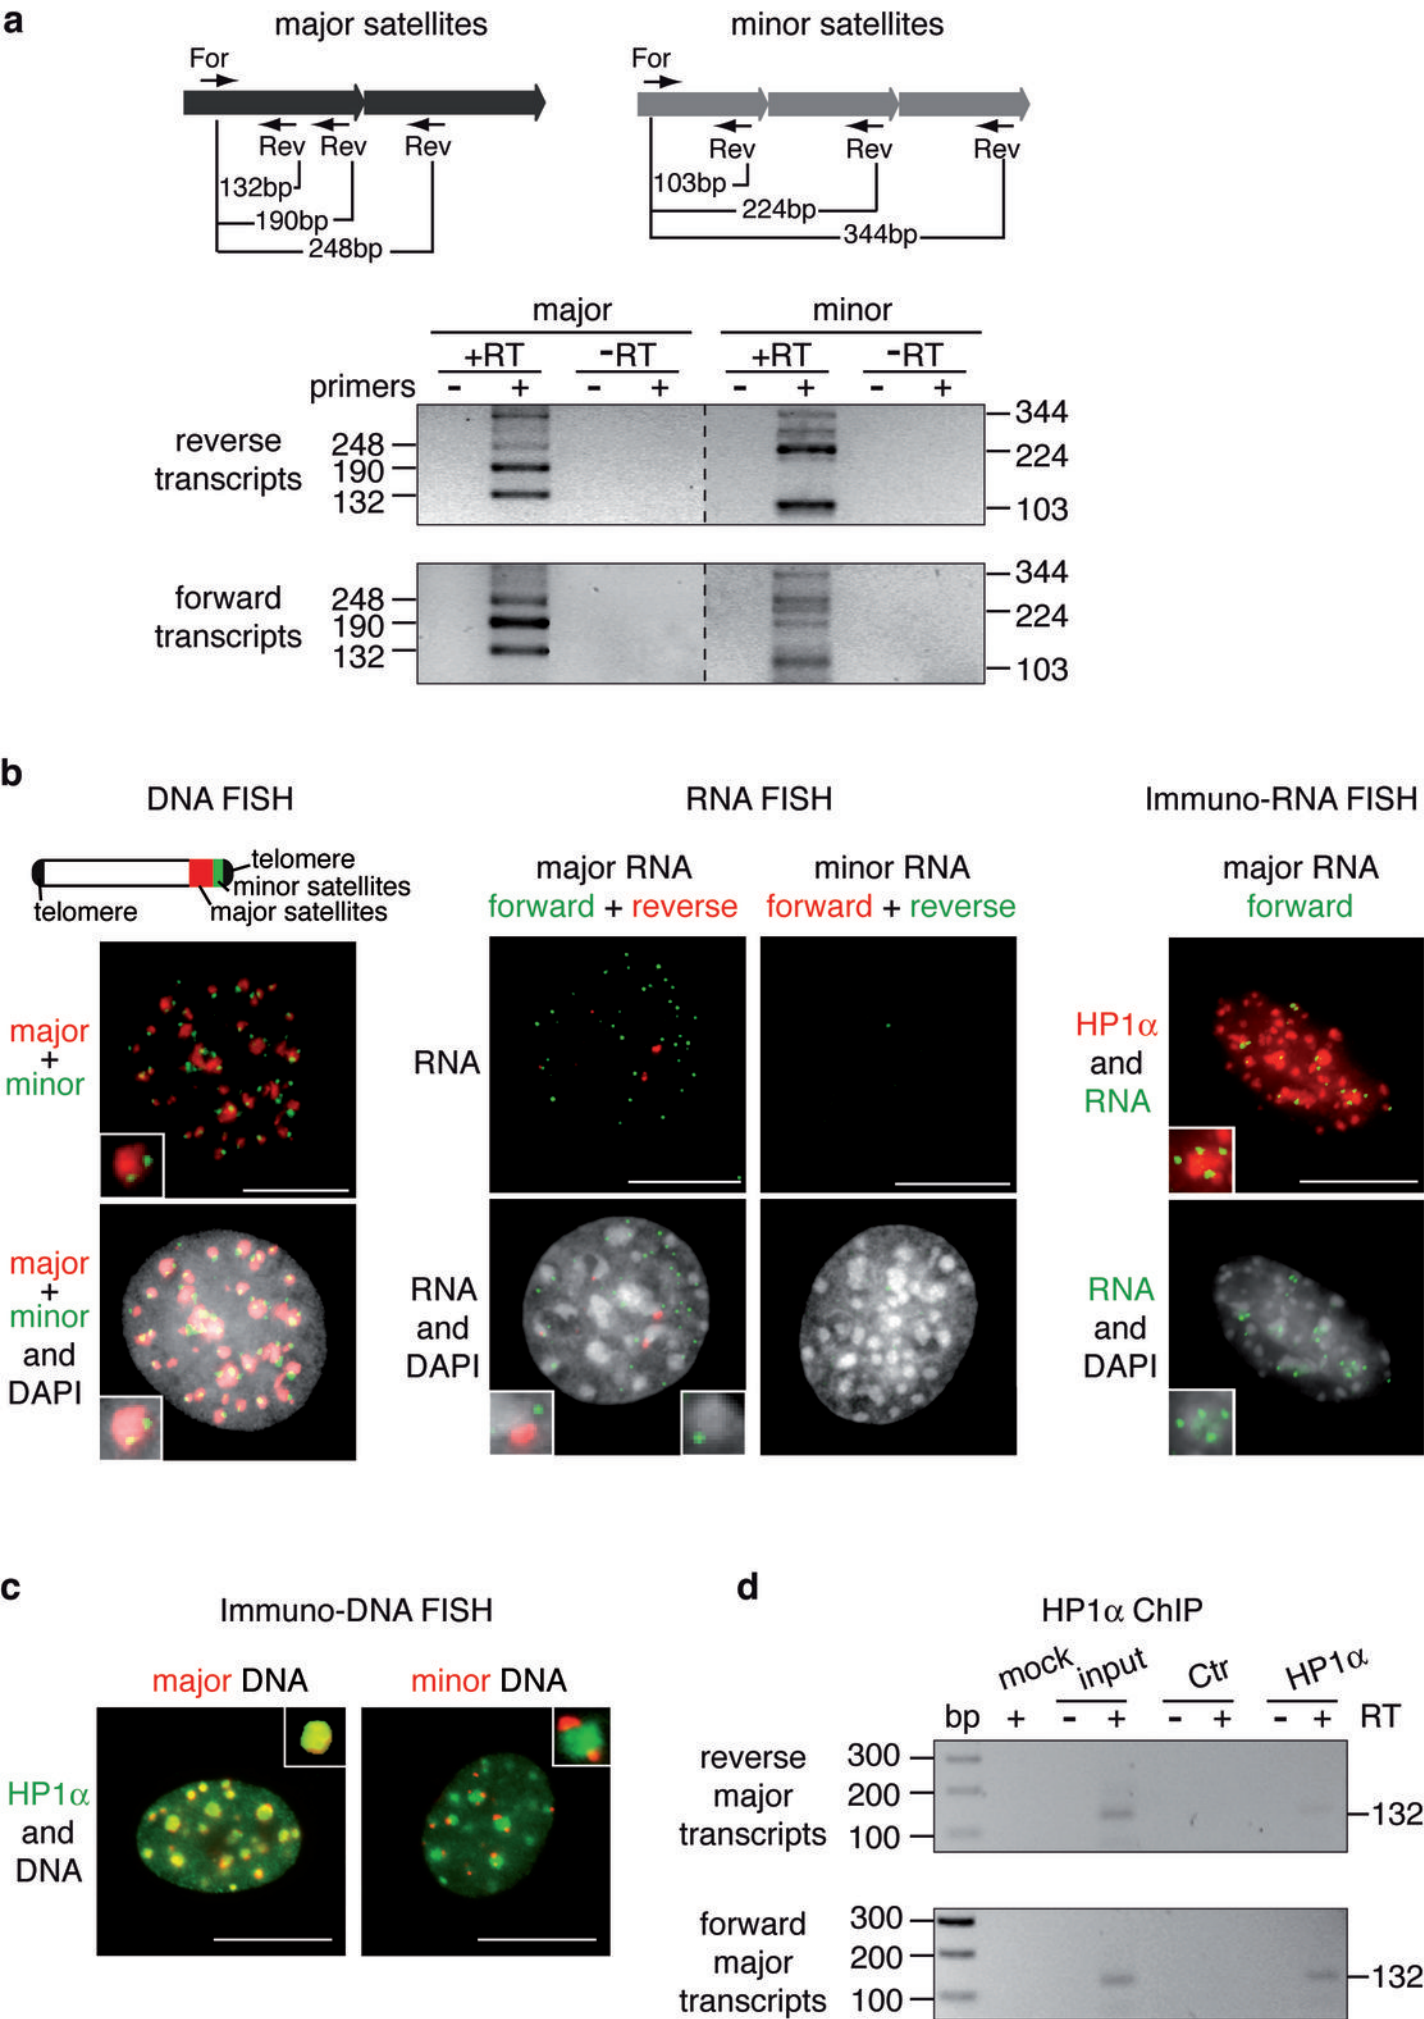 a
major satellites
minor satellites
For
For
Rev Rev Rev
Rev Rev Rev
132bp
190bp
248bp
103bp
224bp
344bp
major minor
+RT -RT +RT -RT
primers - + - + - + - +
reverse
transcripts
248
190
132
344
224
103
forward
transcripts
248
190
132
344
224
103
b
DNA FISH
RNA FISH
Immuno-RNA FISH
telomere
minor satellites
major satellites
telomere
major RNA
forward + reverse
minor RNA
forward + reverse
major RNA
forward
major
+
minor
RNA
HP1α
and
RNA
major
+
minor
and
DAPI
RNA
and
DAPI
RNA
and
DAPI
c
Immuno-DNA FISH
major DNA
minor DNA
HP1α
and
DNA
d
HP1α ChIP
mock input Ctr HP1α
bp + - + - + - + RT
reverse
major
transcripts
300
200
100
132
forward
major
transcripts
300
200
100
132